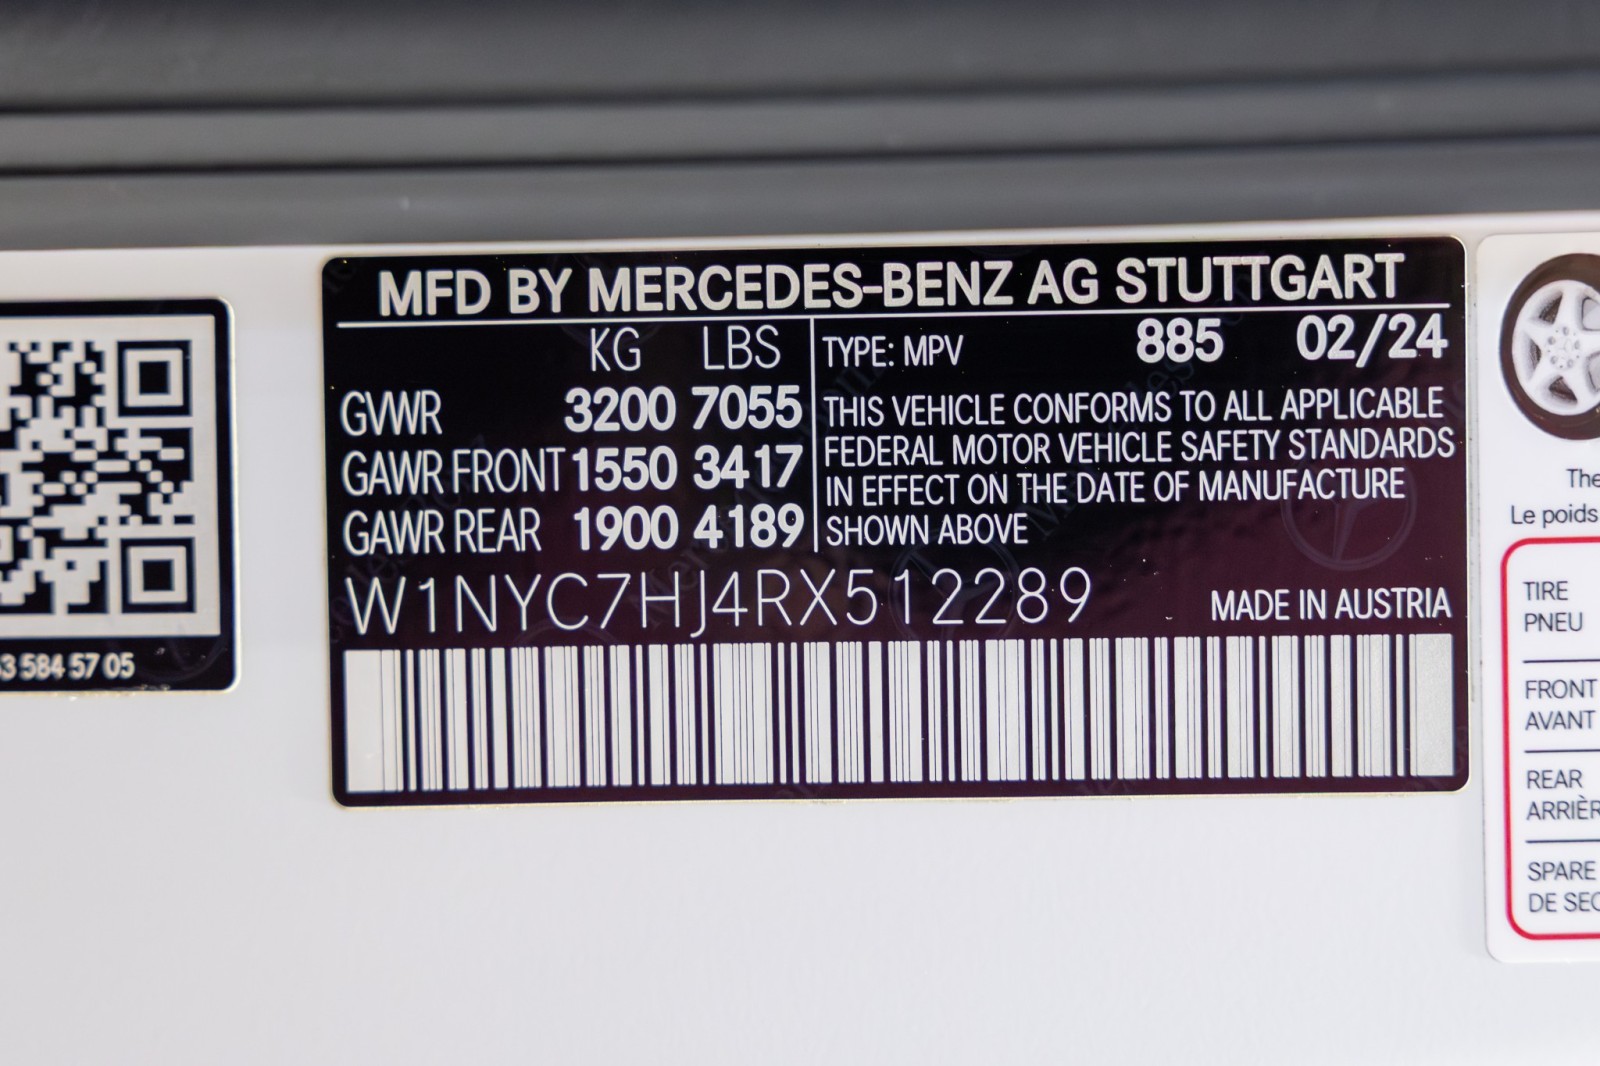 MFD BY MERCEDES-BENZ AG STUTTGART
KG LBS
GVWR 3200 7055
GAWR FRONT 1550 3417
GAWR REAR 1900 4189
TYPE: MPV 885 02/24
THIS VEHICLE CONFORMS TO ALL APPLICABLE
FEDERAL MOTOR VEHICLE SAFETY STANDARDS
IN EFFECT ON THE DATE OF MANUFACTURE
SHOWN ABOVE
W1NYC7HJ4RX512289
MADE IN AUSTRIA
3 584 57 05
The
Le poids
TIRE
PNEU
FRONT
AVANT
REAR
ARRIÈR
SPARE
DE SEC